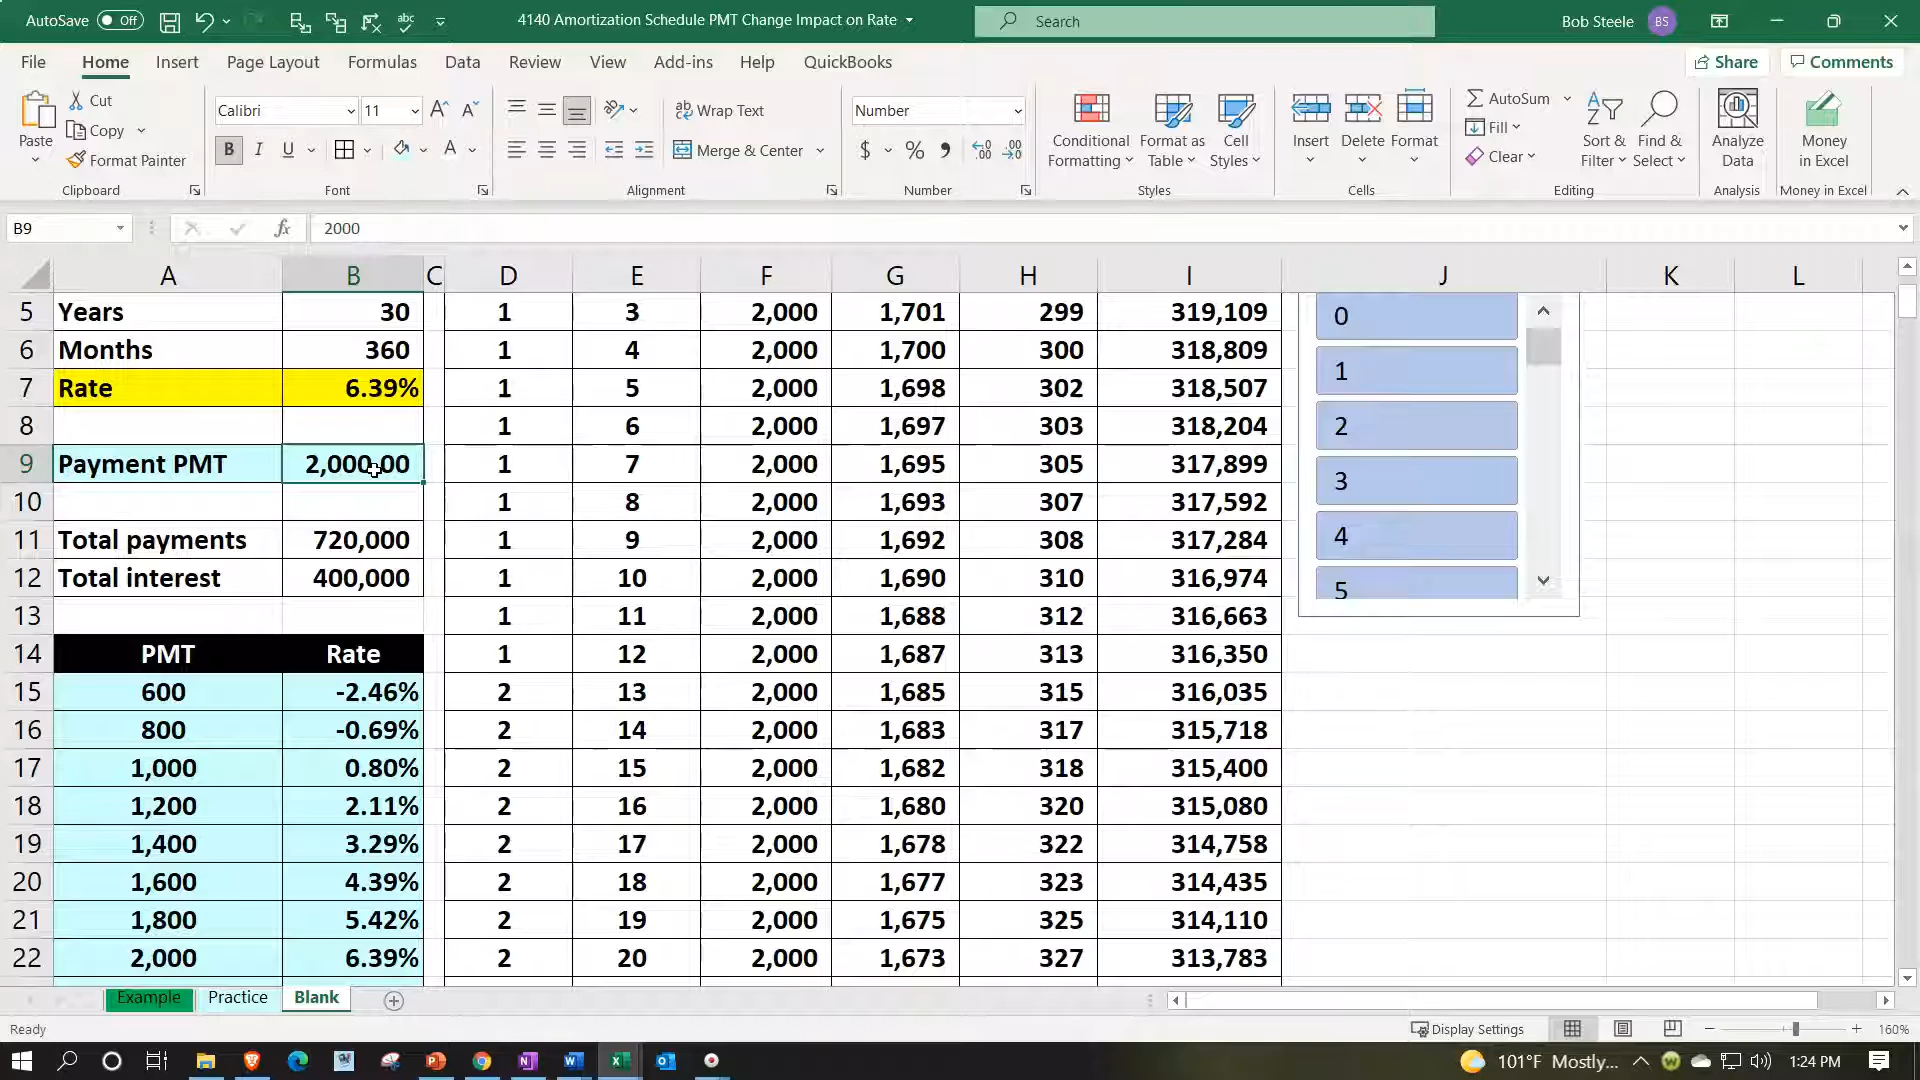 AutoSave Off 4140 Amortization Schedule PMT Change Impact on Rate Search Bob Steele BS
File Home Insert Page Layout Formulas Data Review View Add-ins Help QuickBooks Share Comments
Paste Cut Copy Format Painter Calibri 11 Wrap Text Merge & Center Number
B I U A A A $ % 9
Conditional Formatting Format as Table Cell Styles Insert Delete Format AutoSum Fill Clear Sort & Filter Find & Select Analyze Data Money in Excel
Clipboard Font Alignment Number Styles Cells Editing Analysis Money in Excel
B9 fx 2000
A B C D E F G H I J K L
5 Years 30 1 3 2,000 1,701 299 319,109 0
6 Months 360 1 4 2,000 1,700 300 318,809 1
7 Rate 6.39% 1 5 2,000 1,698 302 318,507
8 1 6 2,000 1,697 303 318,204 2
9 Payment PMT 2,000.00 1 7 2,000 1,695 305 317,899 3
10 1 8 2,000 1,693 307 317,592
11 Total payments 720,000 1 9 2,000 1,692 308 317,284 4
12 Total interest 400,000 1 10 2,000 1,690 310 316,974 5
13 1 11 2,000 1,688 312 316,663
14 PMT Rate 1 12 2,000 1,687 313 316,350
15 600 -2.46% 2 13 2,000 1,685 315 316,035
16 800 -0.69% 2 14 2,000 1,683 317 315,718
17 1,000 0.80% 2 15 2,000 1,682 318 315,400
18 1,200 2.11% 2 16 2,000 1,680 320 315,080
19 1,400 3.29% 2 17 2,000 1,678 322 314,758
20 1,600 4.39% 2 18 2,000 1,677 323 314,435
21 1,800 5.42% 2 19 2,000 1,675 325 314,110
22 2,000 6.39% 2 20 2,000 1,673 327 313,783
Example Practice Blank
Ready Display Settings 160%
101°F Mostly... 1:24 PM